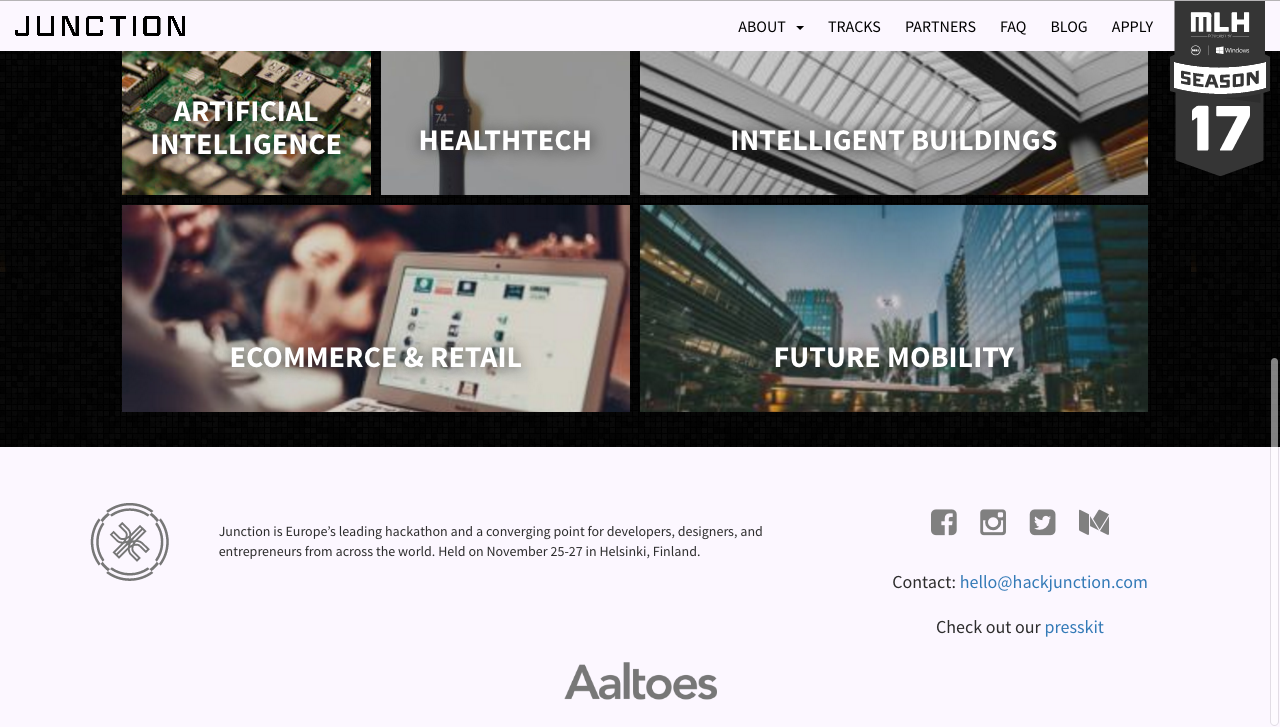 JUNCTION
ABOUT TRACKS PARTNERS FAQ BLOG APPLY
MLH
Windows
SEASON
17
ARTIFICIAL
INTELLIGENCE
74
HEALTHTECH
INTELLIGENT BUILDINGS
ECOMMERCE & RETAIL
FUTURE MOBILITY
Junction is Europe’s leading hackathon and a converging point for developers, designers, and
entrepreneurs from across the world. Held on November 25-27 in Helsinki, Finland.
Contact: hello@hackjunction.com
Check out our presskit
Aaltoes